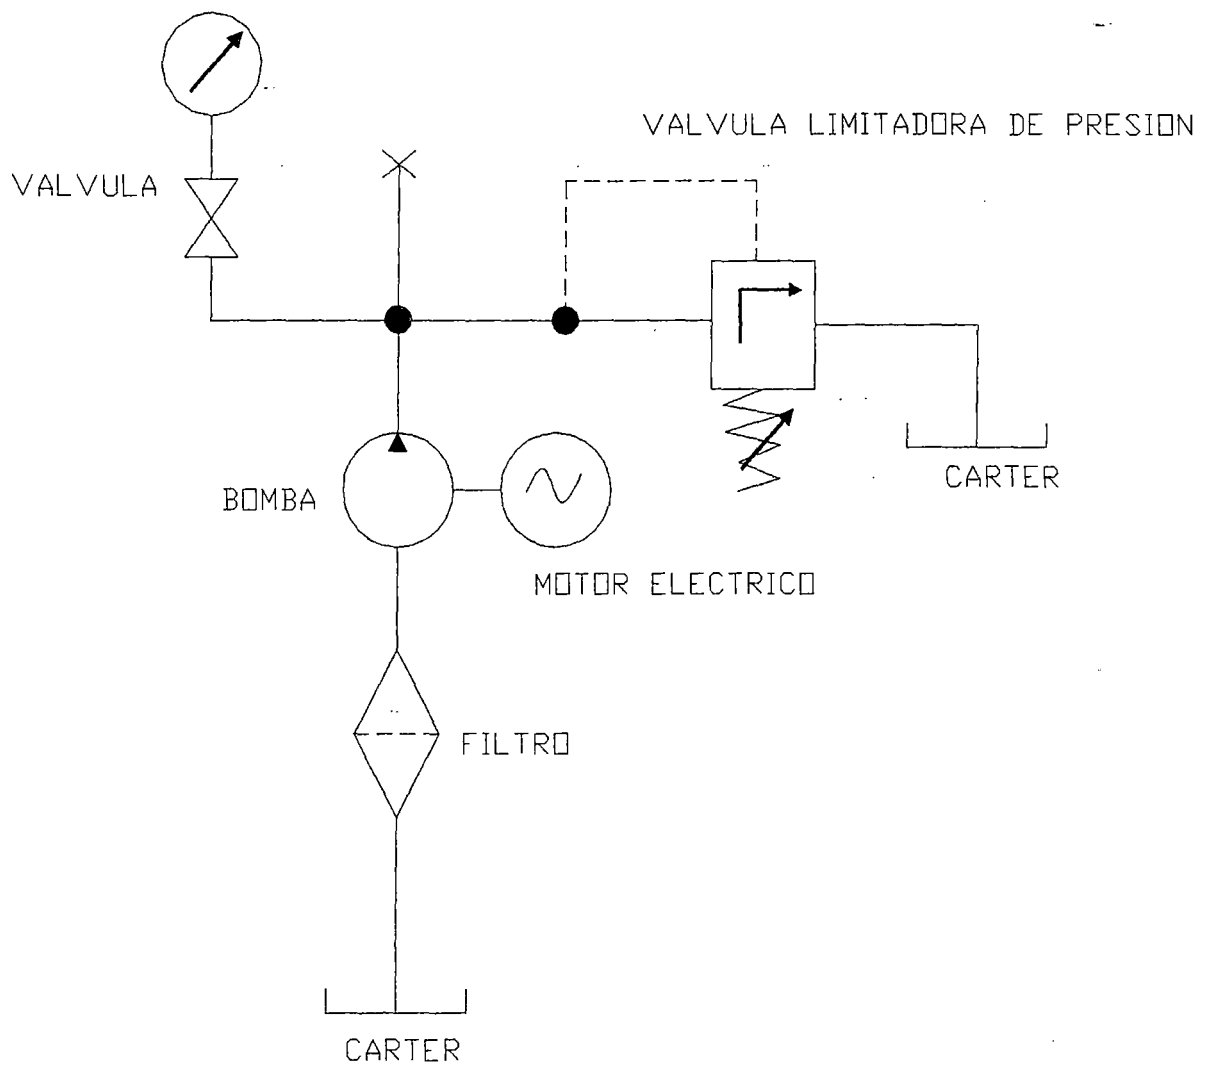 VALVULA LIMITADORA DE PRESION
VALVULA
CARTER
BOMBA
MOTOR ELECTRICO
FILTRO
CARTER